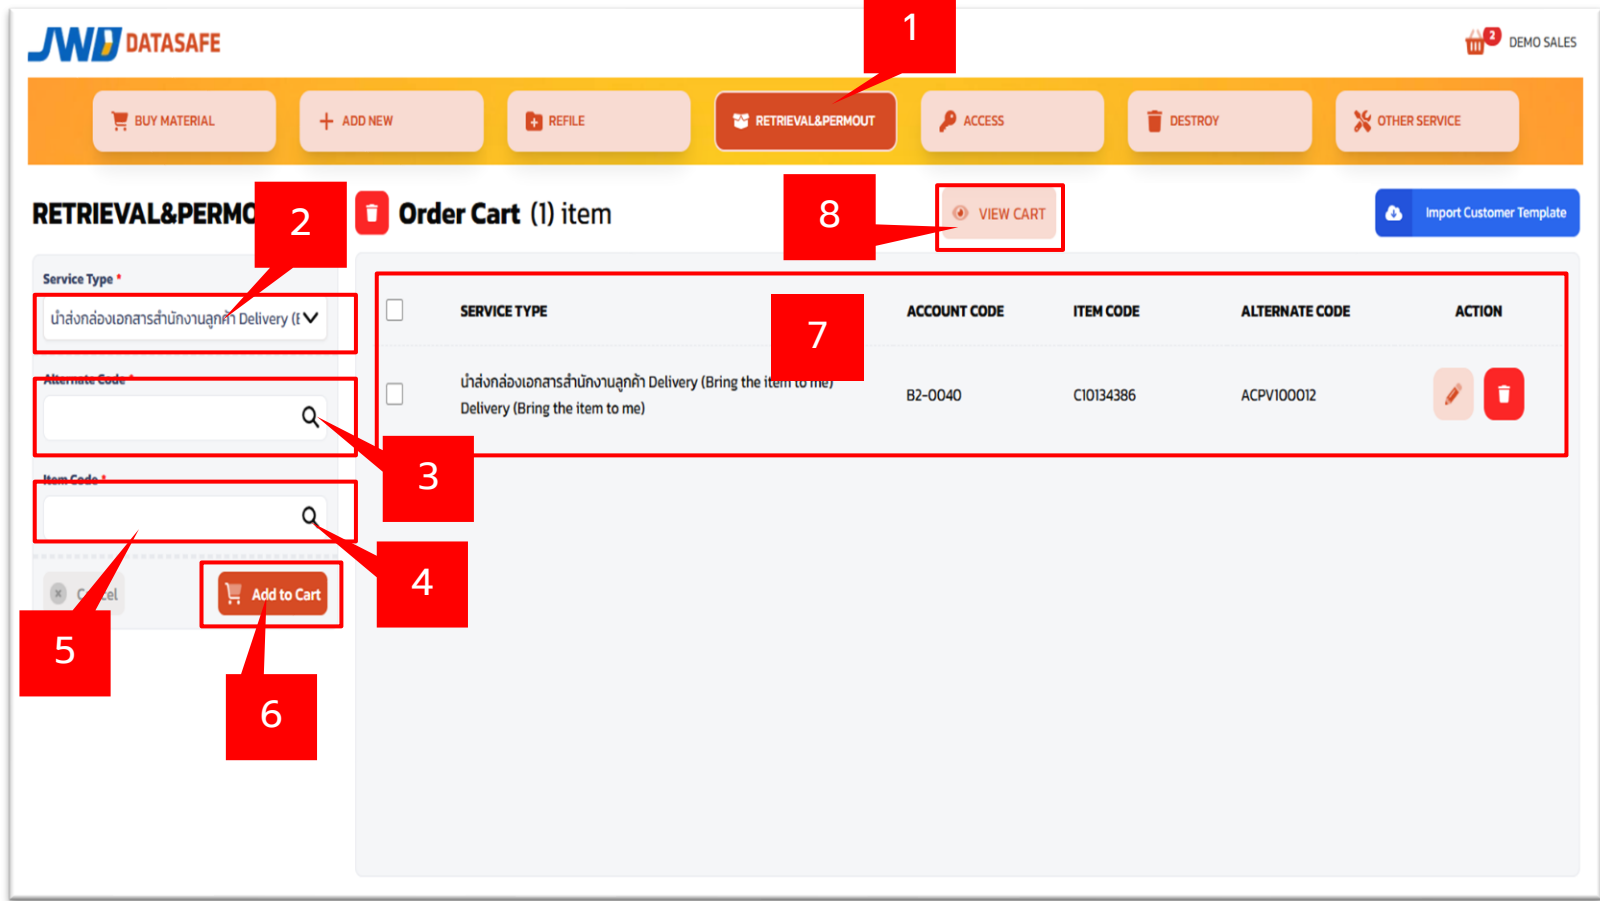 1
JWD DATASAFE
2 DEMO SALES
BUY MATERIAL
ADD NEW
REFILE
RETRIEVAL&PERMOUT
ACCESS
DESTROY
OTHER SERVICE
RETRIEVAL&PERMO
2
Order Cart (1) item
8
VIEW CART
Import Customer Template
Service Type *
นำส่งกล่องเอกสารสำนักงานลูกค้า Delivery (E
Alternate Code *
3
Item Code *
4
5
Add to Cart
6
7
SERVICE TYPE
ACCOUNT CODE
ITEM CODE
ALTERNATE CODE
ACTION
นำส่งกล่องเอกสารสำนักงานลูกค้า Delivery (Bring the item to me)
Delivery (Bring the item to me)
B2-0040
C10134386
ACPV100012